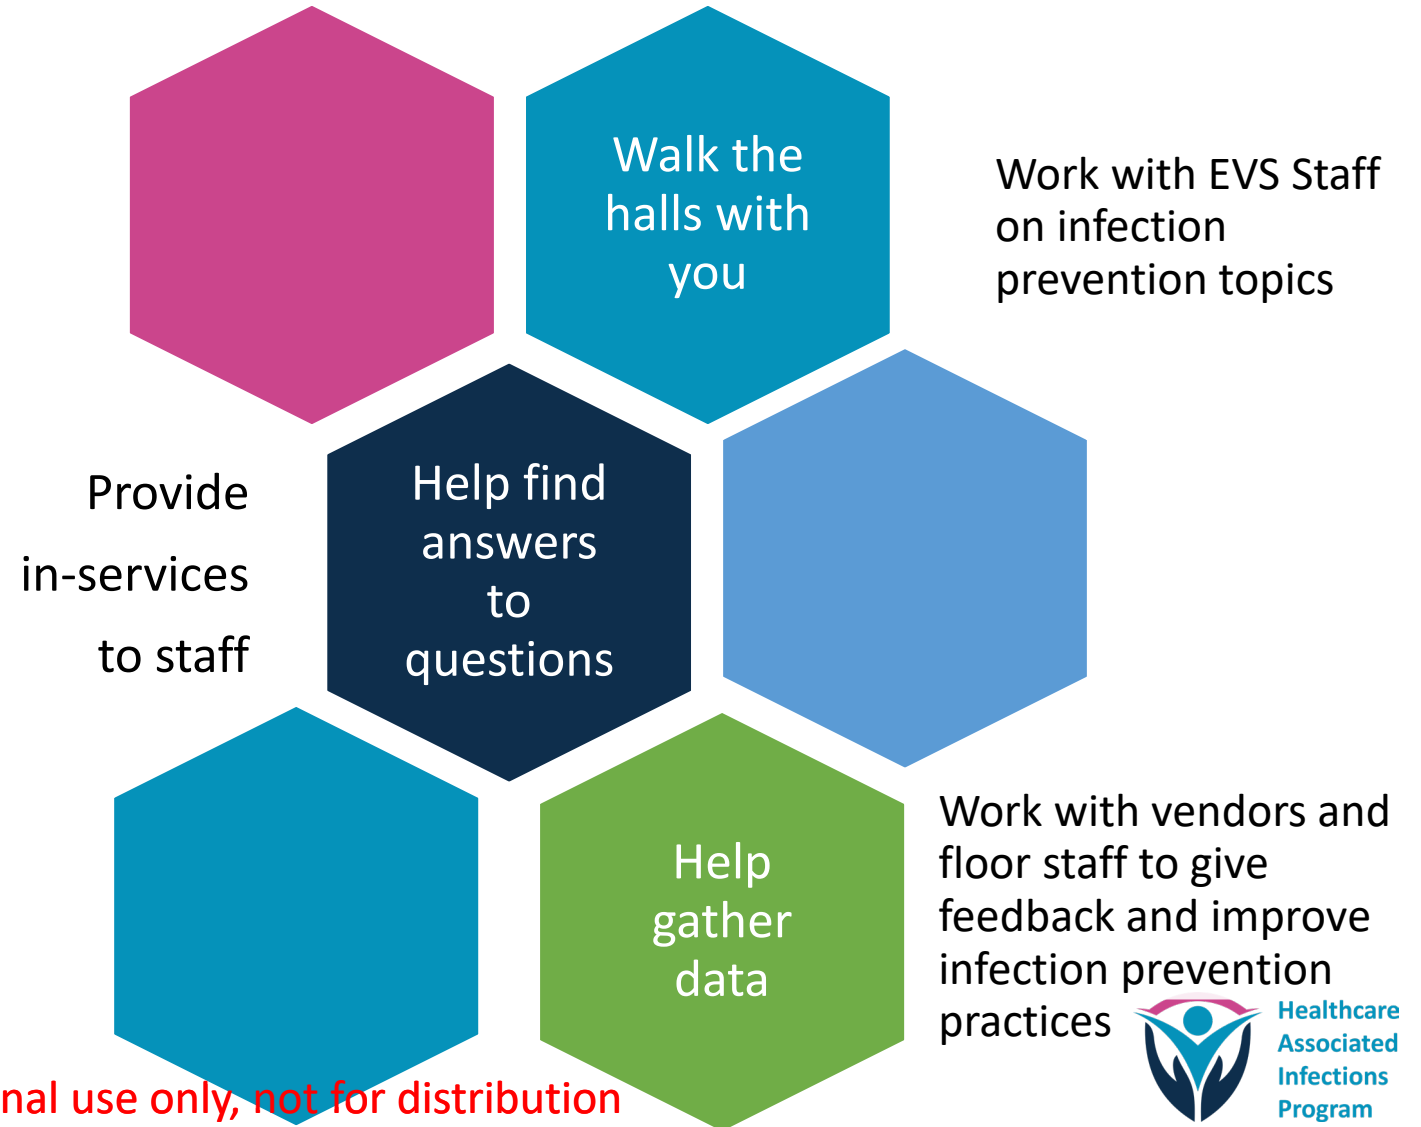 Walk the
halls with
you
Work with EVS Staff
on infection
prevention topics
Provide
in-services
to staff
Help find
answers
to
questions
Help
gather
data
Work with vendors and
floor staff to give
feedback and improve
infection prevention
practices
Healthcare
Associated
Infections
Program
nal use only, not for distribution